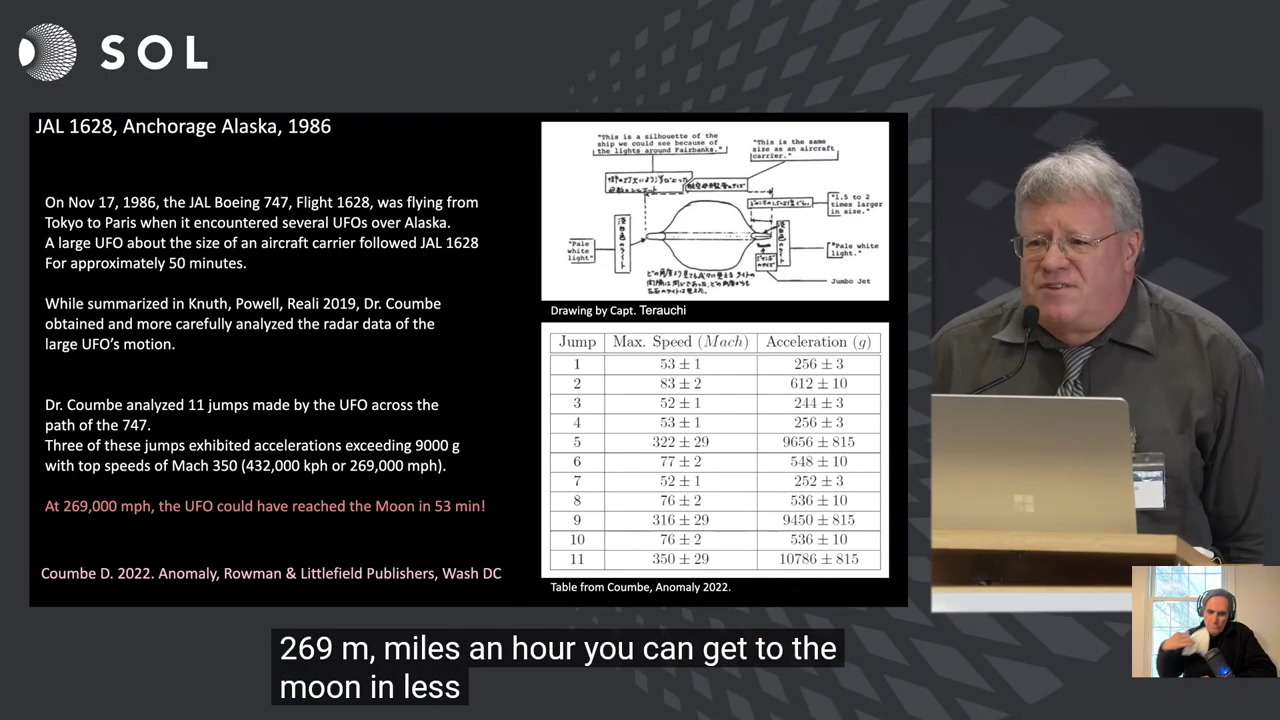 SOL
JAL 1628, Anchorage Alaska, 1986
On Nov 17, 1986, the JAL Boeing 747, Flight 1628, was flying from
Tokyo to Paris when it encountered several UFOs over Alaska.
A large UFO about the size of an aircraft carrier followed JAL 1628
For approximately 50 minutes.
While summarized in Knuth, Powell, Reali 2019, Dr. Coumbe
obtained and more carefully analyzed the radar data of the
large UFO's motion.
Dr. Coumbe analyzed 11 jumps made by the UFO across the
path of the 747.
Three of these jumps exhibited accelerations exceeding 9000 g
with top speeds of Mach 350 (432,000 kph or 269,000 mph).
At 269,000 mph, the UFO could have reached the Moon in 53 min!
Coumbe D. 2022. Anomaly, Rowman & Littlefield Publishers, Wash DC
"This is a silhouette of the
ship we could see because of
the lights around Fairbanks."
"This is the same
size as an aircraft
carrier."
"1.5 to 2
times larger
in size."
"Pale
white
light"
"Pale white
light."
Jumbo Jet
Drawing by Capt. Terauchi
Jump Max. Speed (Mach) Acceleration (g)
1 53 ± 1 256 ± 3
2 83 ± 2 612 ± 10
3 52 ± 1 244 ± 3
4 53 ± 1 256 ± 3
5 322 ± 29 9656 ± 815
6 77 ± 2 548 ± 10
7 52 ± 1 252 ± 3
8 76 ± 2 536 ± 10
9 316 ± 29 9450 ± 815
10 76 ± 2 536 ± 10
11 350 ± 29 10786 ± 815
Table from Coumbe, Anomaly 2022.
269 m, miles an hour you can get to the
moon in less